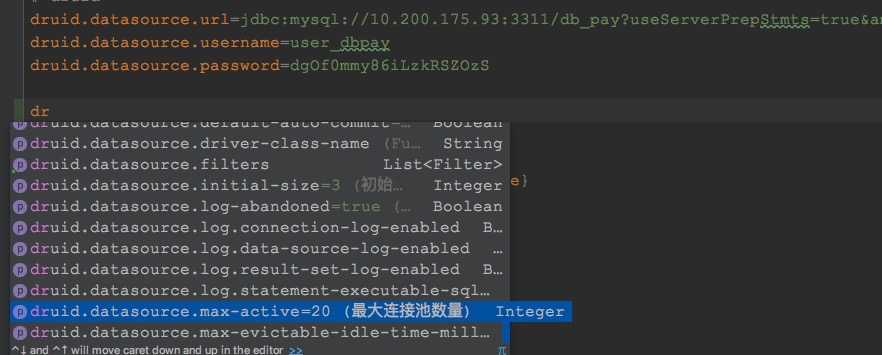 druid.datasource.url=jdbc:mysql://10.200.175.93:3311/db_pay?useServerPrepStmts=true&a
druid.datasource.username=user_dbpay
druid.datasource.password=dgOf0mmy86iLzkRSZOzS
dr
druid.datasource.default-auto-commit=… Boolean
druid.datasource.driver-class-name (Fu… String
druid.datasource.filters List<Filter>
druid.datasource.initial-size=3 (初始… Integer
e}
druid.datasource.log-abandoned=true (… Boolean
druid.datasource.log.connection-log-enabled B…
druid.datasource.log.data-source-log-enabled …
druid.datasource.log.result-set-log-enabled B…
druid.datasource.log.statement-executable-sql…
druid.datasource.max-active=20 (最大连接池数量) Integer
druid.datasource.max-evictable-idle-time-mill…
^↓ and ^↑ will move caret down and up in the editor >> π